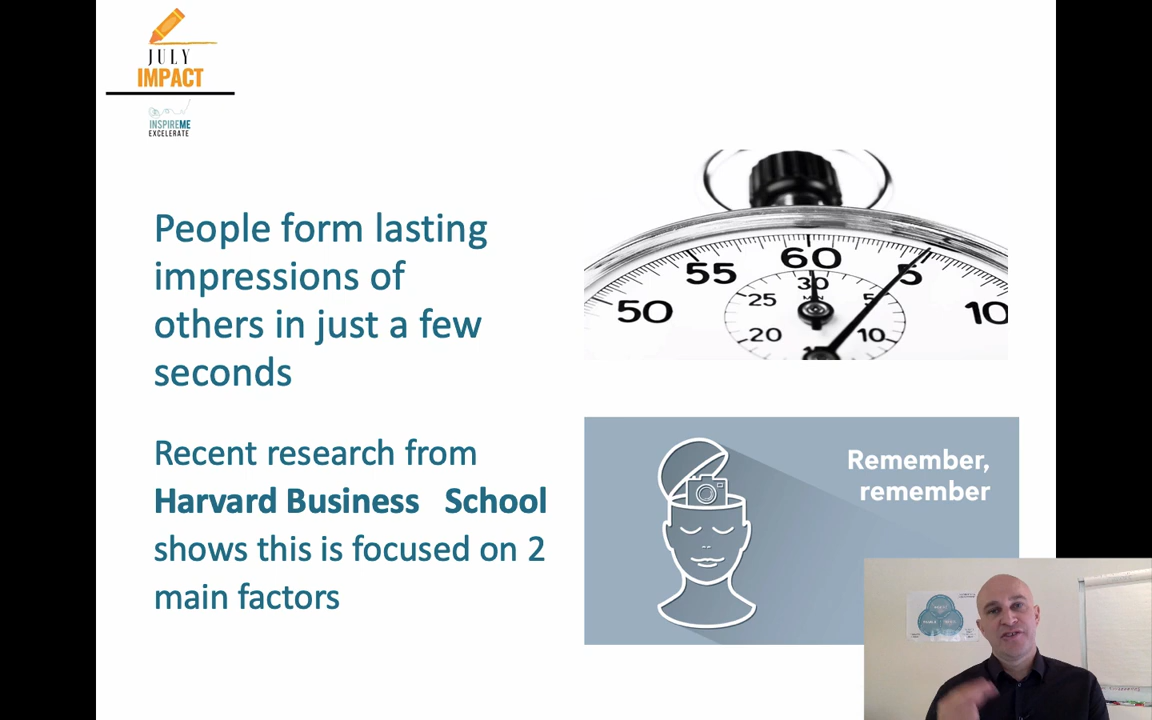 JULY
IMPACT
INSPIREME
EXCELERATE
People form lasting
impressions of
others in just a few
seconds
Recent research from
Harvard Business School
shows this is focused on 2
main factors
50
55
60
5
10
25
30
5
20
10
Remember,
remember